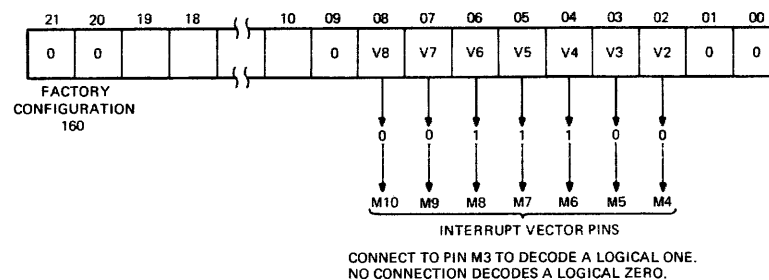 21 20 19 18 10 09 08 07 06 05 04 03 02 01 00
0 0 0 V8 V7 V6 V5 V4 V3 V2 0 0
FACTORY
CONFIGURATION
160
0 0 1 1 1 0 0
M10 M9 M8 M7 M6 M5 M4
INTERRUPT VECTOR PINS
CONNECT TO PIN M3 TO DECODE A LOGICAL ONE.
NO CONNECTION DECODES A LOGICAL ZERO.